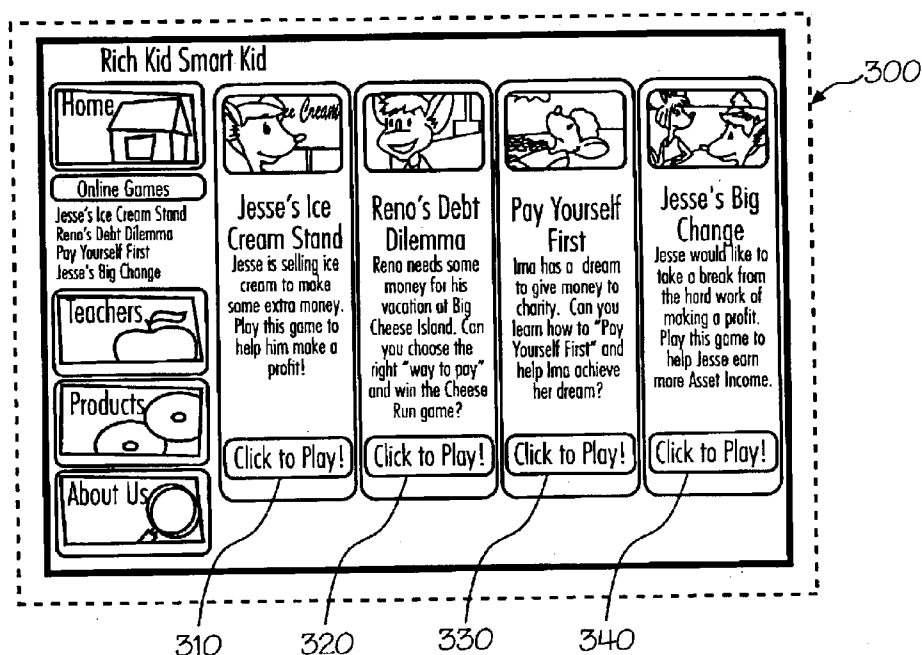 Rich Kid Smart Kid
300
Home
Online Games
Jesse's Ice Cream Stand
Reno's Debt Dilemma
Pay Yourself First
Jesse's Big Change
Teachers
Products
About Us
Ice Cream
Jesse's Ice
Cream Stand
Jesse is selling ice
cream to make
some extra money.
Play this game to
help him make a
profit!
Click to Play!
Reno's Debt
Dilemma
Reno needs some
money for his
vacation at Big
Cheese Island. Can
you choose the
right "way to pay"
and win the Cheese
Run game?
Click to Play!
Pay Yourself
First
Ima has a dream
to give money to
charity. Can you
learn how to "Pay
Yourself First" and
help Ima achieve
her dream?
Click to Play!
Jesse's Big
Change
Jesse would like to
take a break from
the hard work of
making a profit.
Play this game to
help Jesse earn
more Asset Income.
Click to Play!
310
320
330
340